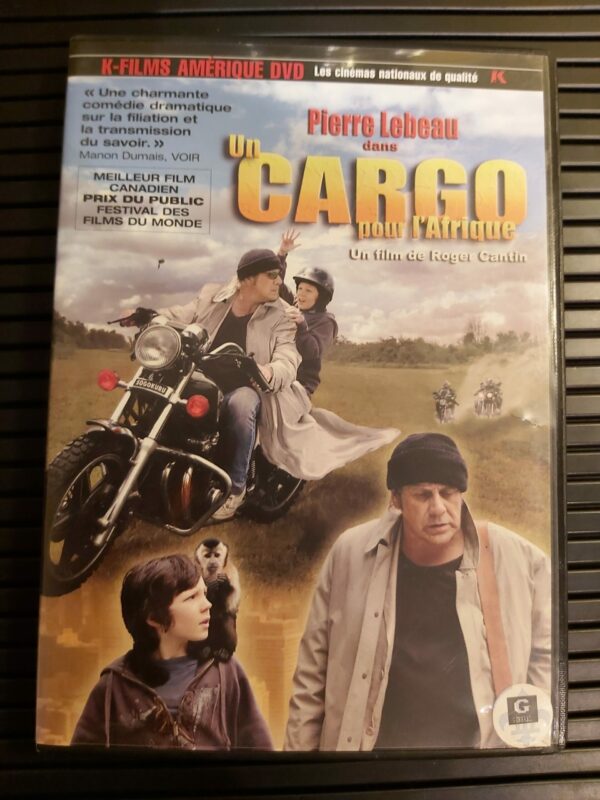 K-FILMS AMÉRIQUE DVD Les cinémas nationaux de qualité K
« Une charmante
comédie dramatique
sur la filiation et
la transmission
du savoir. »
Manon Dumais, VOIR
MEILLEUR FILM
CANADIEN
PRIX DU PUBLIC
FESTIVAL DES
FILMS DU MONDE
Pierre Lebeau
dans
Un
CARGO
pour l'Afrique
Un film de Roger Cantin
SOGOKURU
G